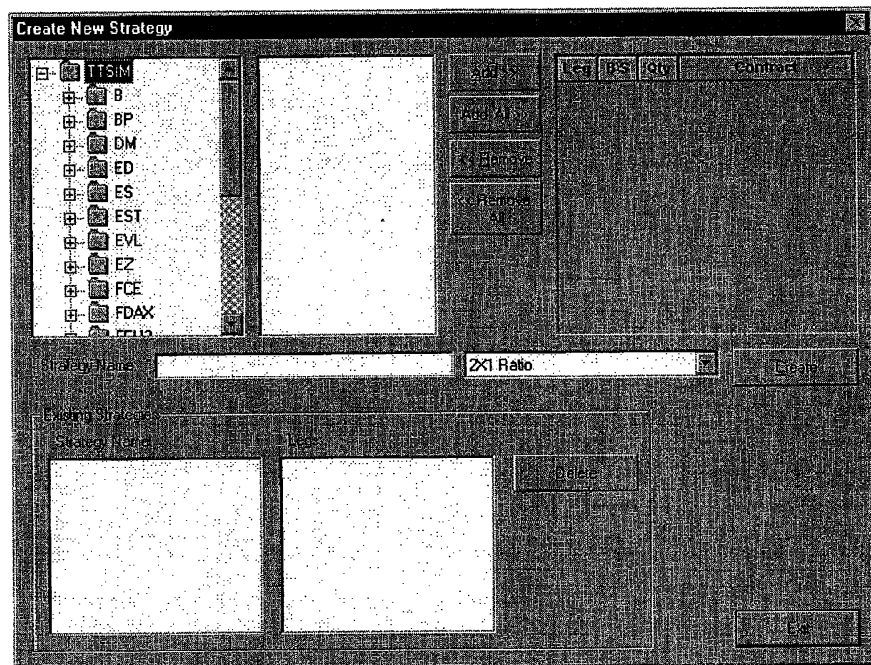 Create New Strategy
TTSIM
B
BP
DM
ED
ES
EST
EVL
EZ
FCE
FDAX
Add >>
Add All >>
<< Remove
<< Remove All
Leg B/S Qty Contract
Strategy Name
2X1 Ratio
Create
Existing Strategies
Strategy Name
Legs
Delete
Exit